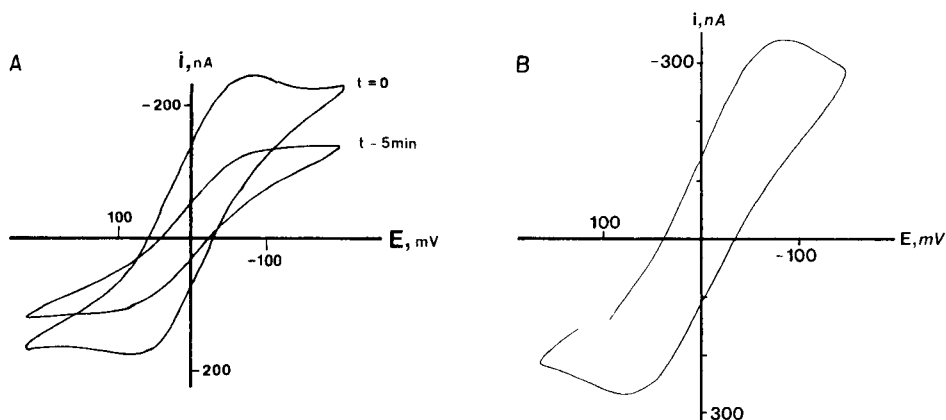 A
i, nA
t=0
-200
t - 5min
100
E, mV
-100
200
B
i, nA
-300
100
E, mV
-100
300